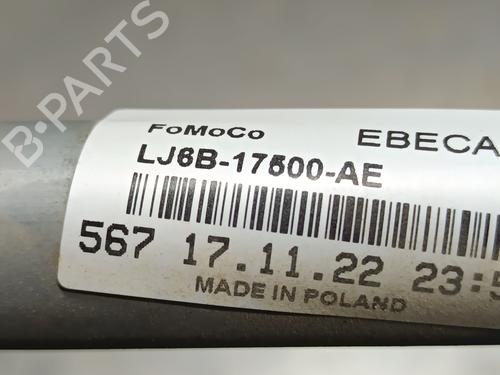 B-PARTS
FoMoCo EBECA
LJ6B-17500-AE
567 17.11.22 23:5
MADE IN POLAND